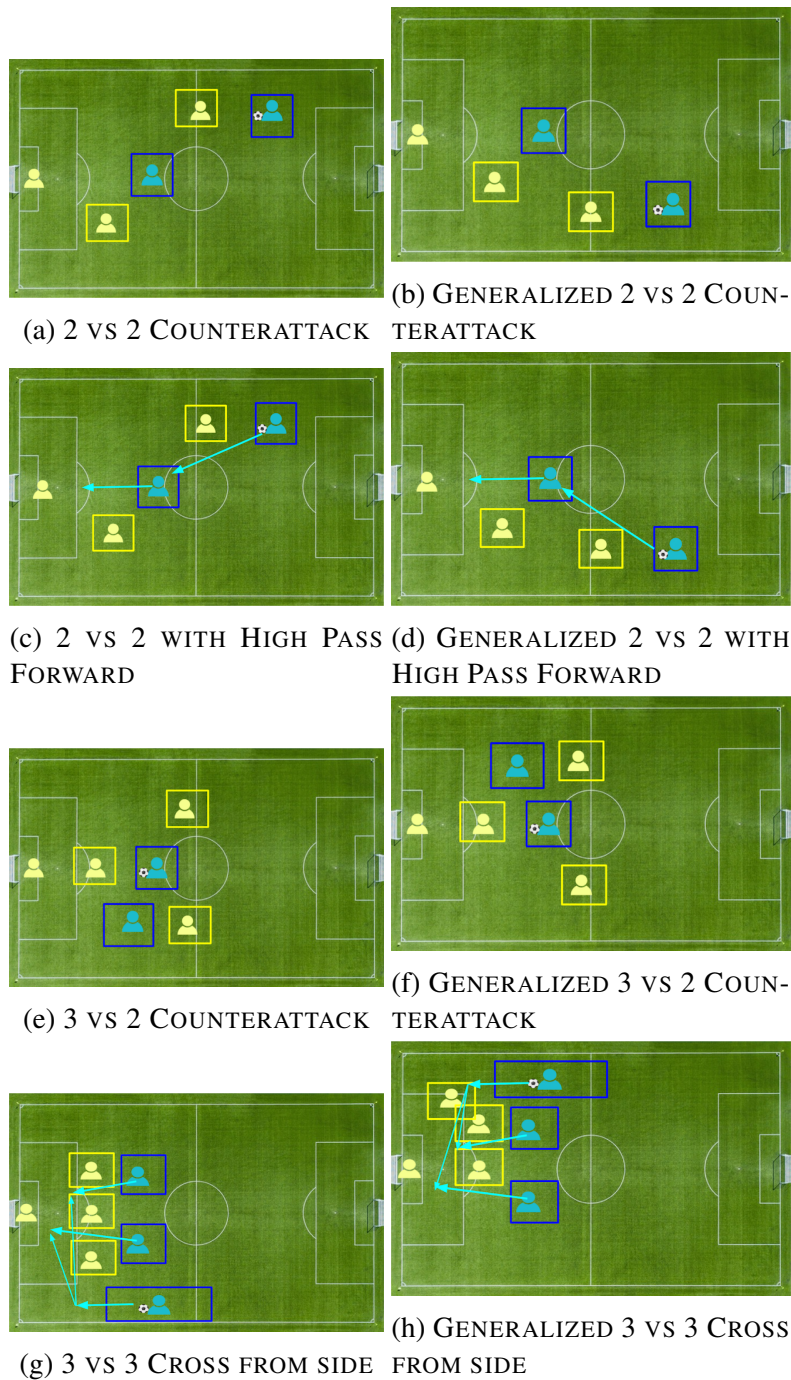 (a) 2 VS 2 COUNTERATTACK
(b) GENERALIZED 2 VS 2 COUN-
TERATTACK
(c) 2 VS 2 WITH HIGH PASS
FORWARD
(d) GENERALIZED 2 VS 2 WITH
HIGH PASS FORWARD
(e) 3 VS 2 COUNTERATTACK
(f) GENERALIZED 3 VS 2 COUN-
TERATTACK
(g) 3 VS 3 CROSS FROM SIDE
(h) GENERALIZED 3 VS 3 CROSS
FROM SIDE